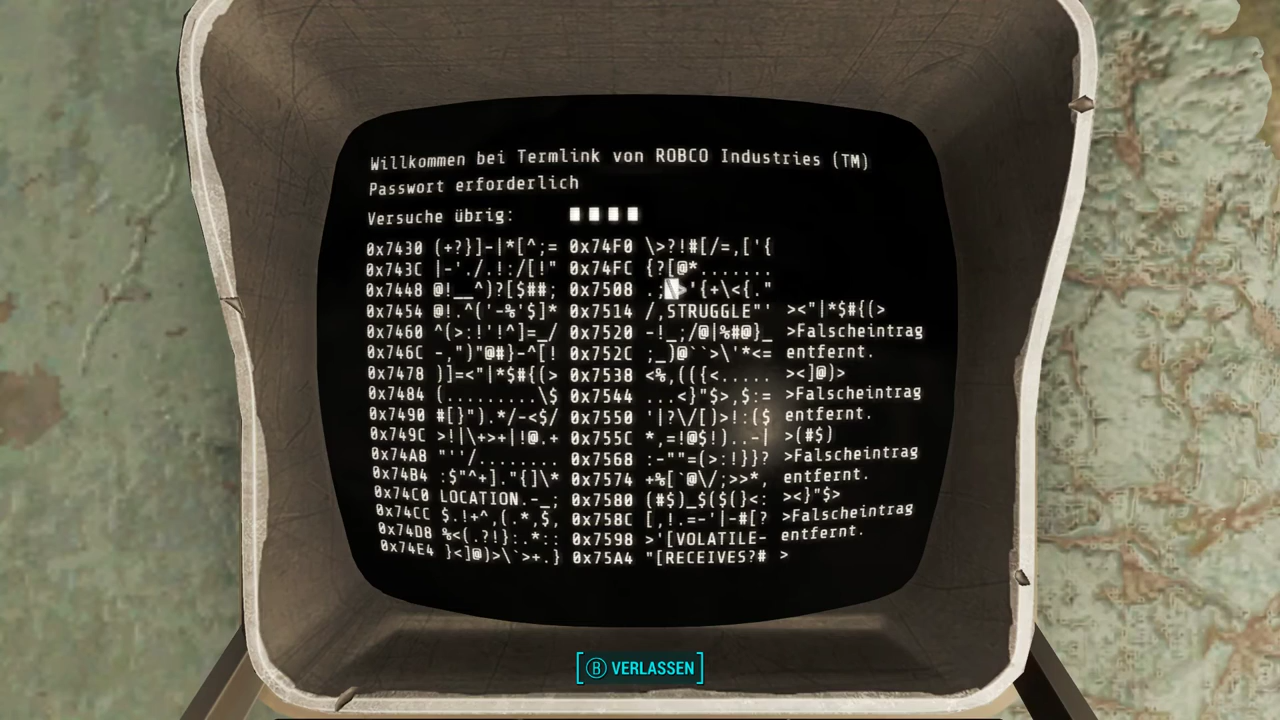 Willkommen bei Termlink von ROBCO Industries (TM)
Passwort erforderlich
Versuche übrig: ■ ■ ■ ■
0x7430 (+?}]-|*[^;= 0x74F0 \>?!#[/=,['{
0x743C |-'./.!:/[!" 0x74FC {?[@*.......
0x7448 @!__^)?[$##; 0x7508 .;\>'{+\<{."
0x7454 @!.^('-%'$]* 0x7514 /,STRUGGLE"' ><"|*$#{(>
0x7460 ^(>:!'!^]=_/ 0x7520 -!_;/@|%#@}_ >Falscheintrag
0x746C -,")"@#}-^[! 0x752C ;_)@``>\'*<= entfernt.
0x7478 )]=<"|*$#{(> 0x7538 <%,(({<..... ><]@)>
0x7484 (.........\$ 0x7544 ...<}"$>,$:= >Falscheintrag
0x7490 #[}").*/-<$/ 0x7550 '|?\/[)>!:($ entfernt.
0x749C >!|\+>+|!@.+ 0x755C *,=!@$!)..-| >(#$)
0x74A8 "''/........ 0x7568 :-""=(>:!}}? >Falscheintrag
0x74B4 :$"^+]."{]\* 0x7574 +%[`@\/;>>*, entfernt.
0x74C0 LOCATION.-_; 0x7580 (#$)_$($(}<: ><}"$>
0x74CC $.!+^,(.*,$, 0x758C [,!.=-'|-#[? >Falscheintrag
0x74D8 %<(.?!}:.*:: 0x7598 >'[VOLATILE- entfernt.
0x74E4 }<]@)>\`>+.} 0x75A4 "[RECEIVES?# >
Ⓑ VERLASSEN